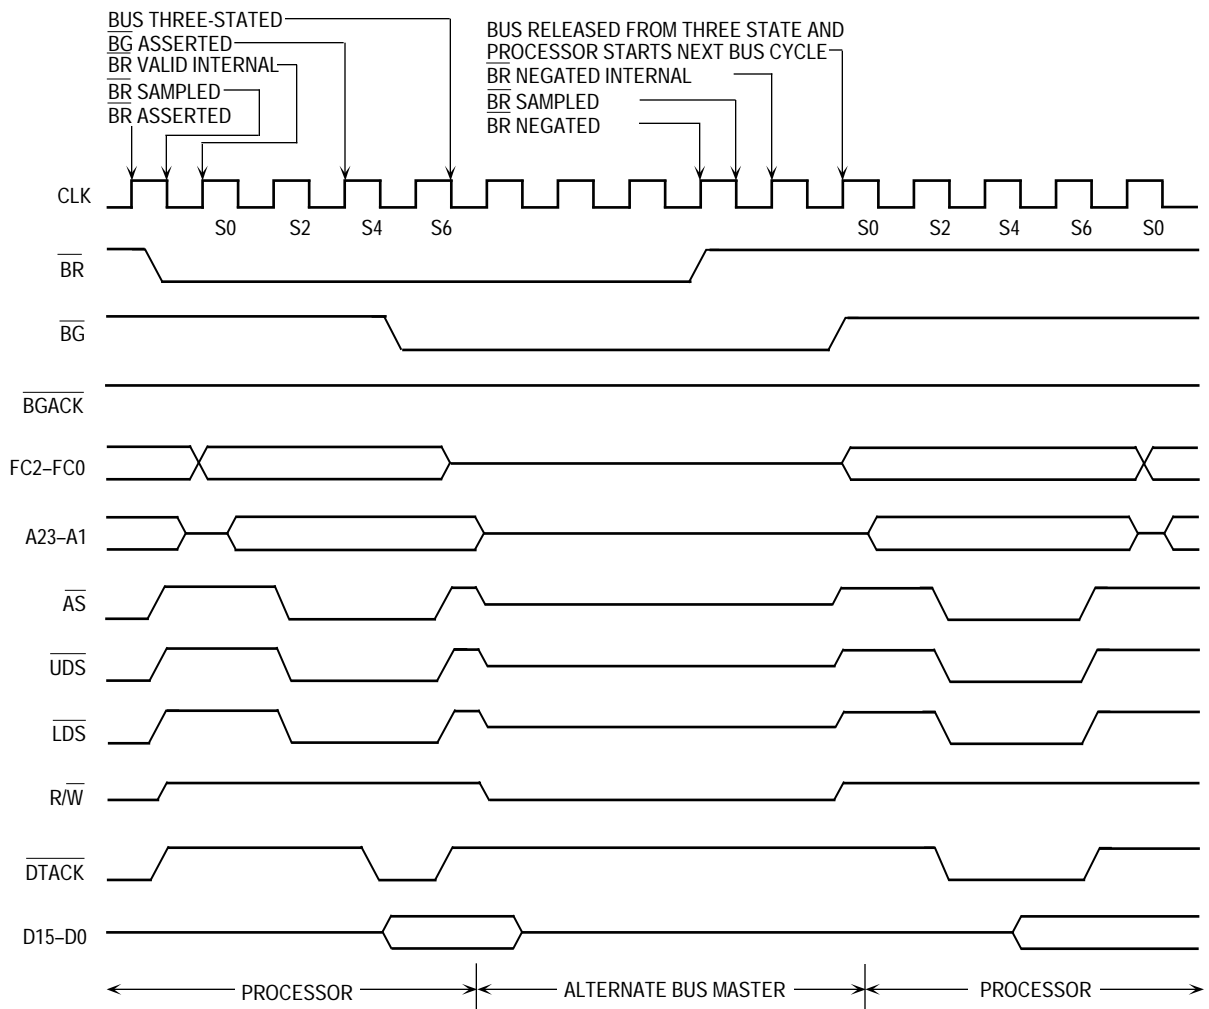 BUS THREE-STATED
BG ASSERTED
BR VALID INTERNAL
BR SAMPLED
BR ASSERTED
BUS RELEASED FROM THREE STATE AND
PROCESSOR STARTS NEXT BUS CYCLE
BR NEGATED INTERNAL
BR SAMPLED
BR NEGATED
CLK
S0 S2 S4 S6 S0 S2 S4 S6 S0
BR
BG
BGACK
FC2–FC0
A23–A1
AS
UDS
LDS
R/W
DTACK
D15–D0
PROCESSOR ALTERNATE BUS MASTER PROCESSOR